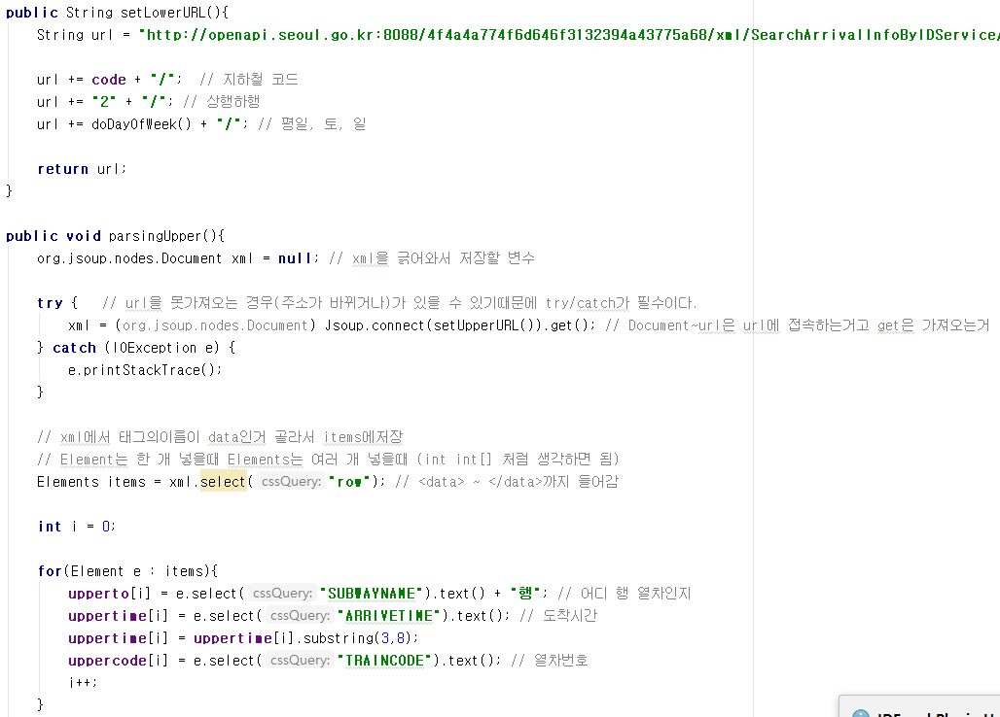 public String setLowerURL(){
String url = "http://openapi.seoul.go.kr:8088/4f4a4a774f6d646f3132394a43775a68/xml/SearchArrivalInfoByIDService/
url += code + "/"; // 지하철 코드
url += "2" + "/"; // 상행하행
url += doDayOfWeek() + "/"; // 평일, 토, 일
return url;
}
public void parsingUpper(){
org.jsoup.nodes.Document xml = null; // xml을 긁어와서 저장할 변수
try { // url을 못가져오는 경우(주소가 바뀌거나)가 있을 수 있기때문에 try/catch가 필수이다.
xml = (org.jsoup.nodes.Document) Jsoup.connect(setUpperURL()).get(); // Document~url은 url에 접속하는거고 get은 가져오는거
} catch (IOException e) {
e.printStackTrace();
}
// xml에서 태그의이름이 data인거 골라서 items에저장
// Element는 한 개 넣을때 Elements는 여러 개 넣을때 (int int[] 처럼 생각하면 됨)
Elements items = xml.select( cssQuery: "row"); // <data> ~ </data>까지 들어감
int i = 0;
for(Element e : items){
upperto[i] = e.select( cssQuery: "SUBWAYNAME").text() + "행"; // 어디 행 열차인지
uppertime[i] = e.select( cssQuery: "ARRIVETIME").text(); // 도착시간
uppertime[i] = uppertime[i].substring(3,8);
uppercode[i] = e.select( cssQuery: "TRAINCODE").text(); // 열차번호
i++;
}